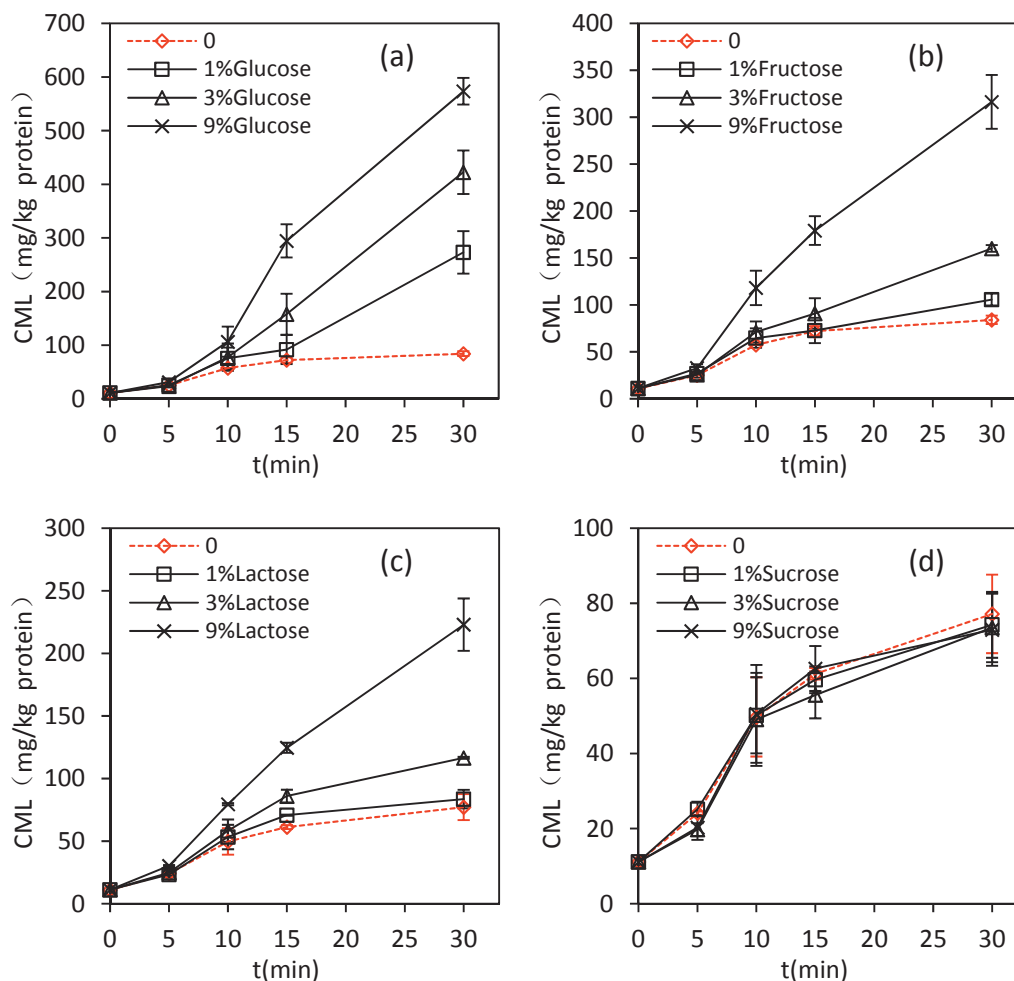 (a)
0
1%Glucose
3%Glucose
9%Glucose
CML（mg/kg protein）
700
600
500
400
300
200
100
0
0 5 10 15 20 25 30
t(min)
(b)
0
1%Fructose
3%Fructose
9%Fructose
CML（mg/kg protein）
400
350
300
250
200
150
100
50
0
0 5 10 15 20 25 30
t(min)
(c)
0
1%Lactose
3%Lactose
9%Lactose
CML（mg/kg protein）
300
250
200
150
100
50
0
0 5 10 15 20 25 30
t(min)
(d)
0
1%Sucrose
3%Sucrose
9%Sucrose
CML（mg/kg protein）
100
80
60
40
20
0
0 5 10 15 20 25 30
t(min)